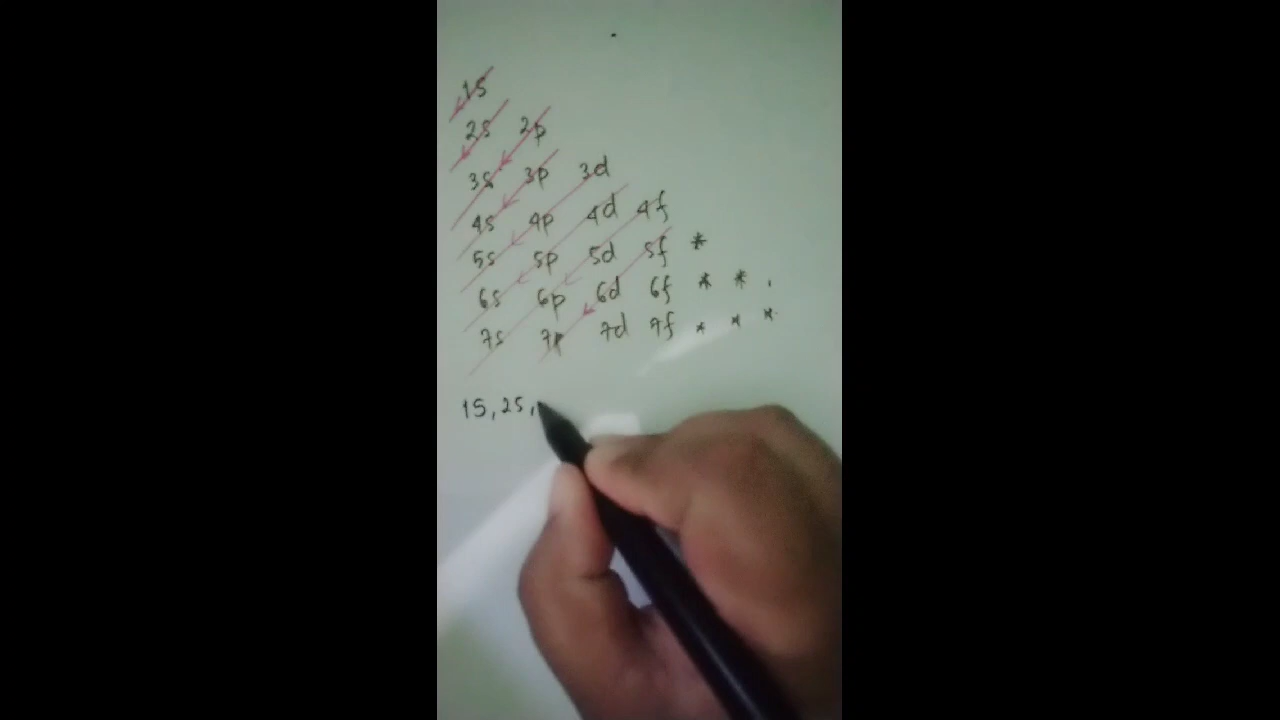 1s
2s 2p
3s 3p 3d
4s 4p 4d 4f
5s 5p 5d 5f *
6s 6p 6d 6f * * .
7s 7p 7d 7f * * *
1s, 2s,